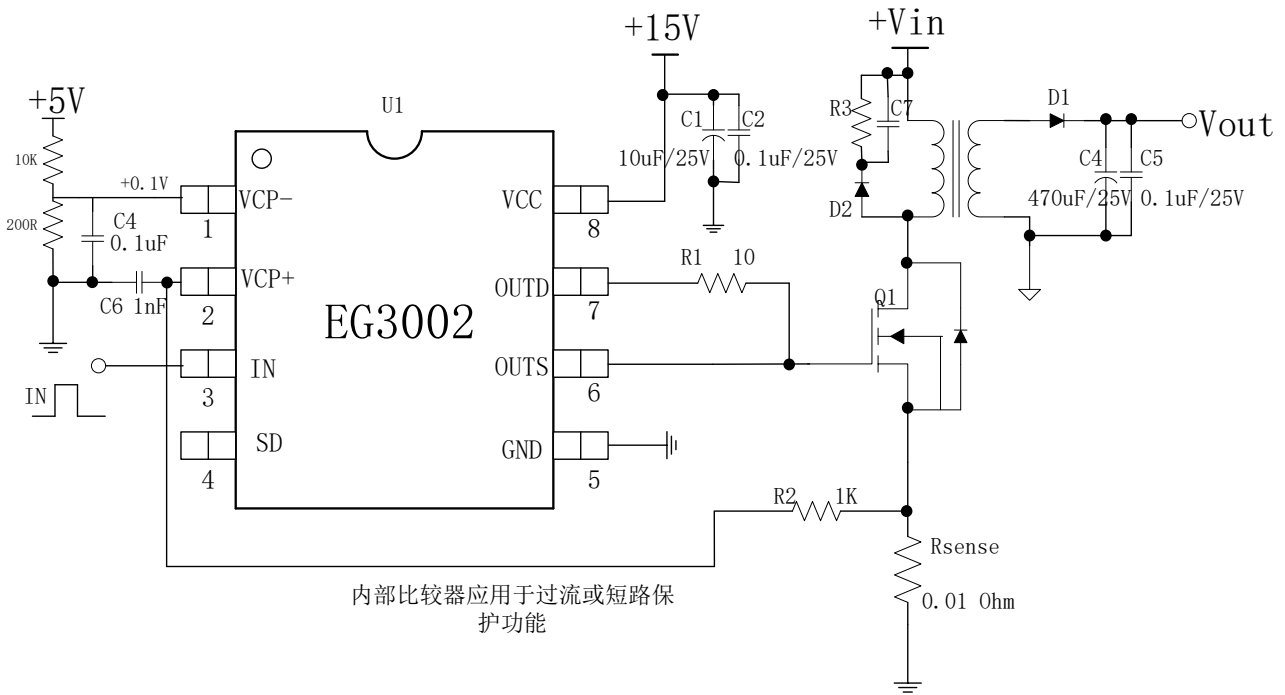 +15V
+Vin
+5V
U1
R3
C7
D1
Vout
C1
C2
10K
10uF/25V
0.1uF/25V
C4
C5
+0.1V
VCP-
VCC
D2
470uF/25V
0.1uF/25V
200R
C4
0.1uF
1
8
R1 10
VCP+
OUTD
C6 1nF
2
7
Q1
EG3002
IN
OUTS
IN
3
6
SD
GND
4
5
R2 1K
Rsense
0.01 Ohm
内部比较器应用于过流或短路保
护功能